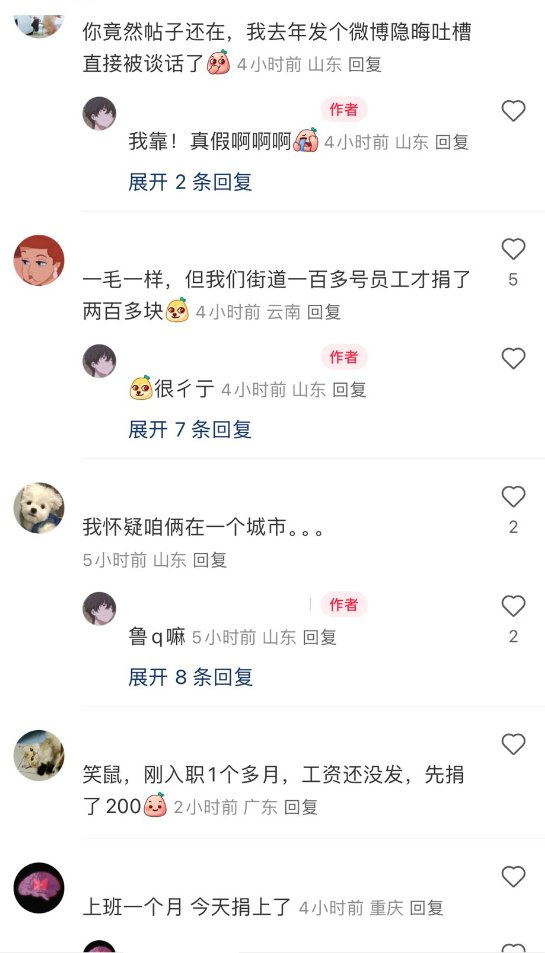 你竟然帖子还在，我去年发个微博隐晦吐槽
直接被谈话了 4小时前 山东 回复
作者
我靠！真假啊啊啊 4小时前 山东 回复
展开 2 条回复
一毛一样，但我们街道一百多号员工才捐了
5
两百多块 4小时前 云南 回复
作者
很彳亍 4小时前 山东 回复
展开 7 条回复
我怀疑咱俩在一个城市。。。
2
5小时前 山东 回复
作者
鲁q嘛 5小时前 山东 回复
2
展开 8 条回复
笑鼠，刚入职1个多月，工资还没发，先捐
了200 2小时前 广东 回复
上班一个月 今天捐上了 4小时前 重庆 回复